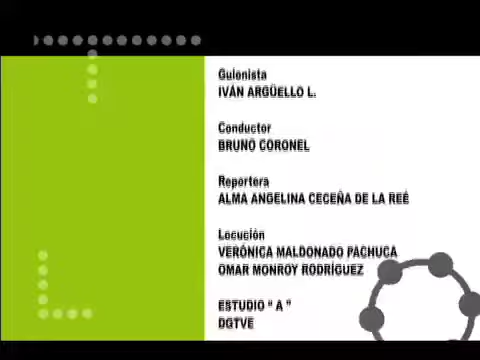 Guionista
IVÁN ARGÜELLO L.
Conductor
BRUNO CORONEL
Reportera
ALMA ANGELINA CECEÑA DE LA REÉ
Locución
VERÓNICA MALDONADO PACHUCA
OMAR MONROY RODRÍGUEZ
ESTUDIO “ A ”
DGTVE